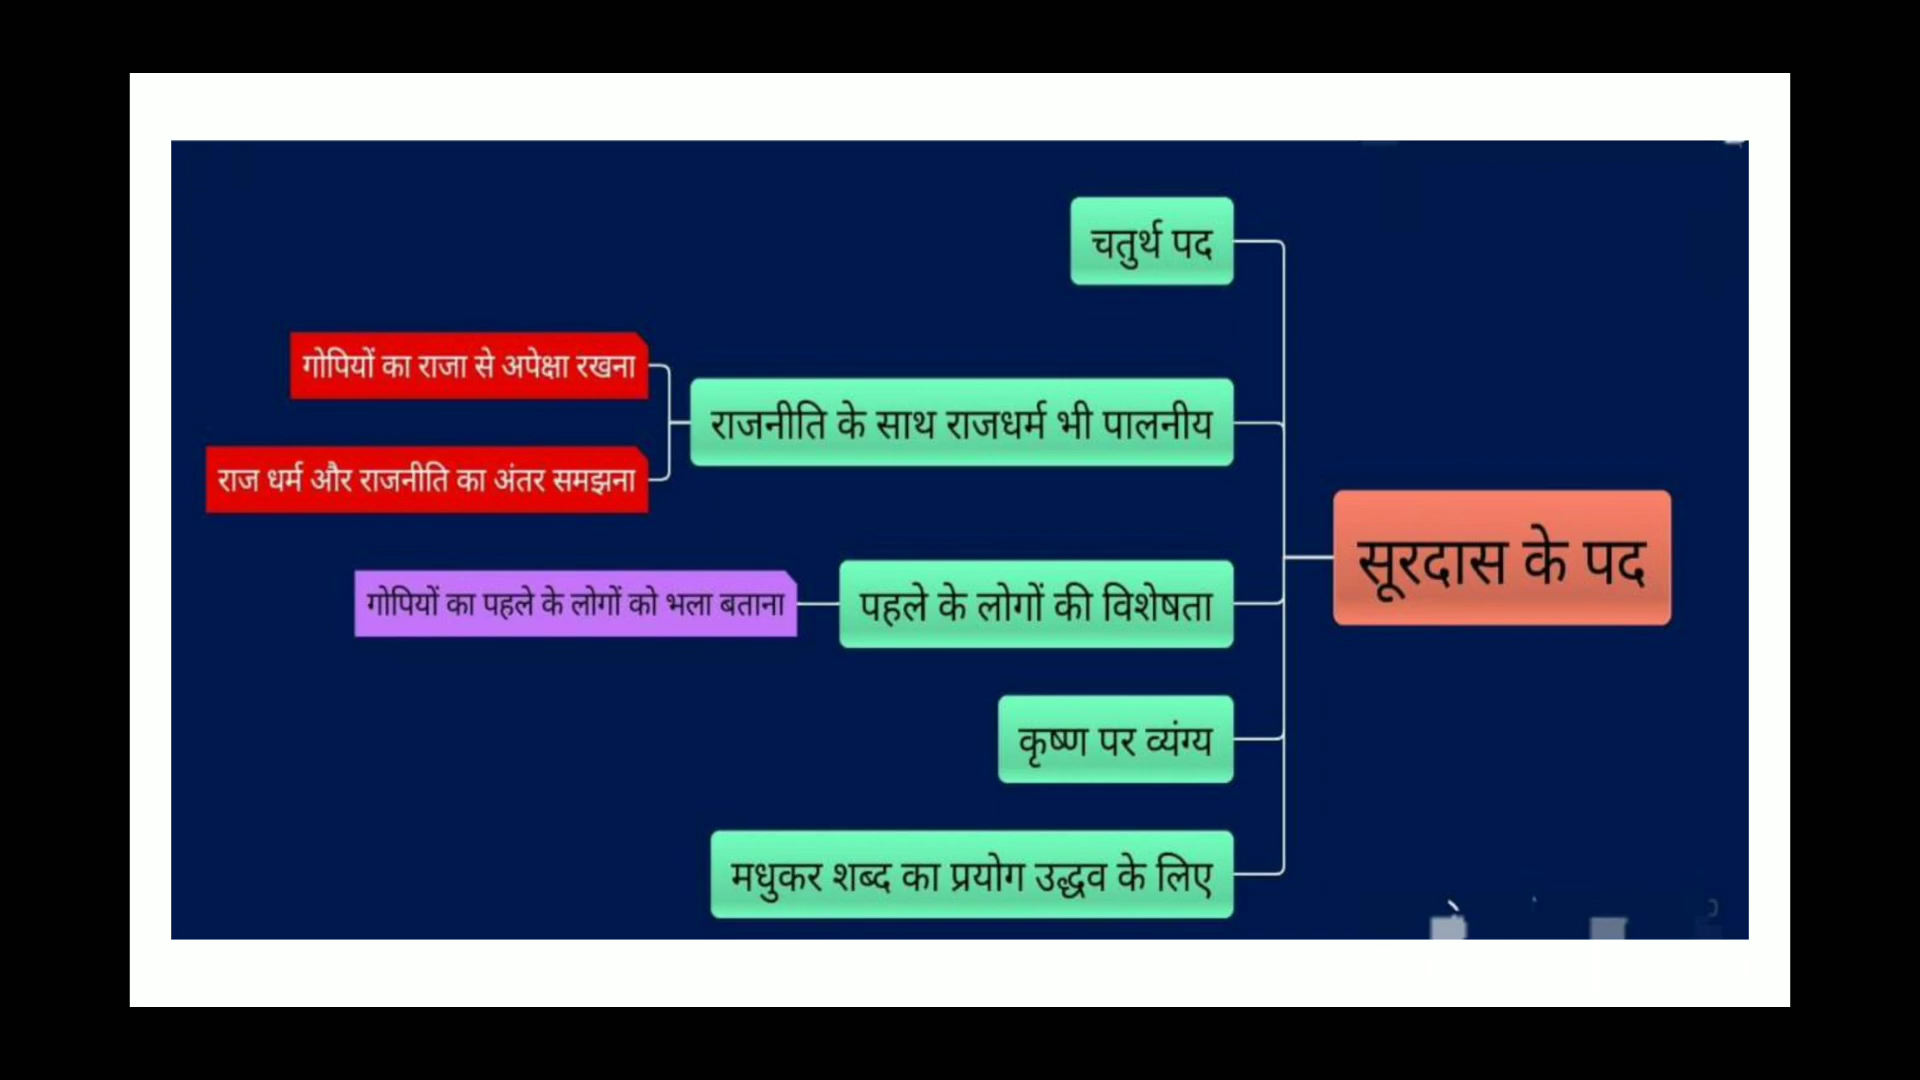 चतुर्थ पद
गोपियों का राजा से अपेक्षा रखना
राजनीति के साथ राजधर्म भी पालनीय
राज धर्म और राजनीति का अंतर समझना
सूरदास के पद
गोपियों का पहले के लोगों को भला बताना
पहले के लोगों की विशेषता
कृष्ण पर व्यंग्य
मधुकर शब्द का प्रयोग उद्धव के लिए